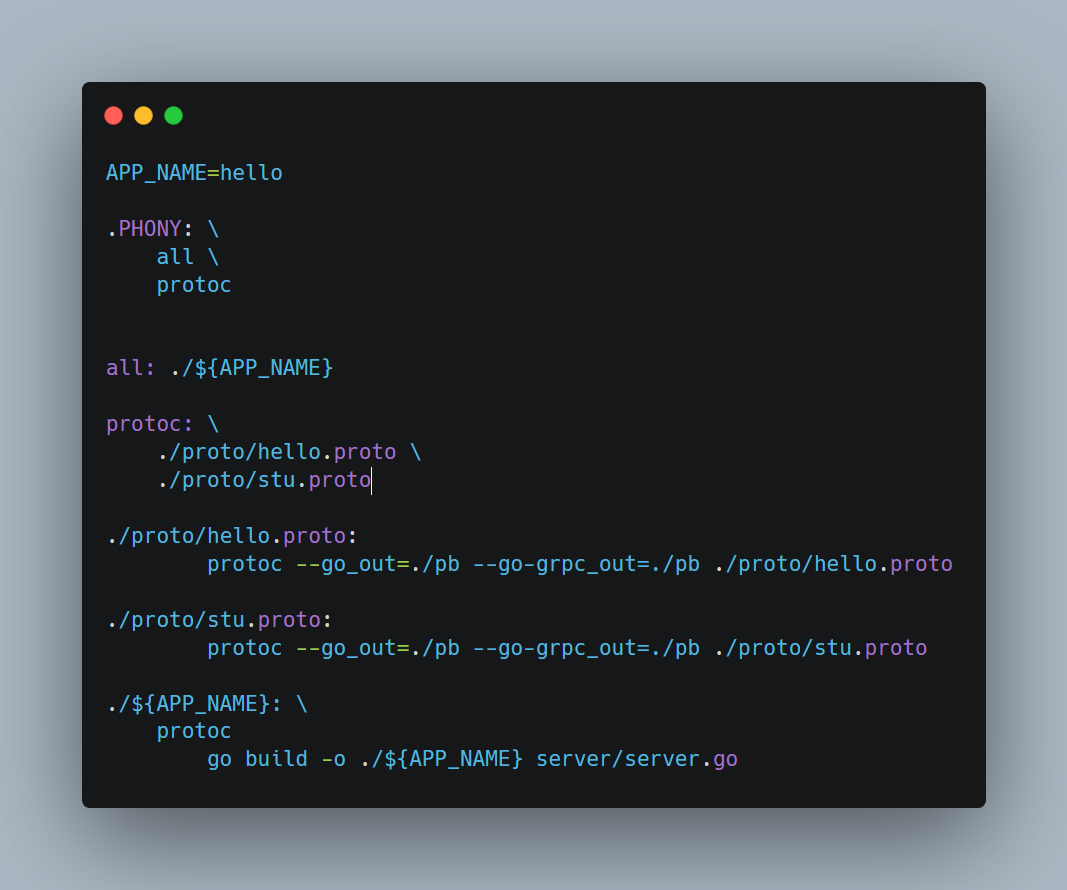 APP_NAME=hello
.PHONY: \
all \
protoc
all: ./${APP_NAME}
protoc: \
./proto/hello.proto \
./proto/stu.proto
./proto/hello.proto:
protoc --go_out=./pb --go-grpc_out=./pb ./proto/hello.proto
./proto/stu.proto:
protoc --go_out=./pb --go-grpc_out=./pb ./proto/stu.proto
./${APP_NAME}: \
protoc
go build -o ./${APP_NAME} server/server.go